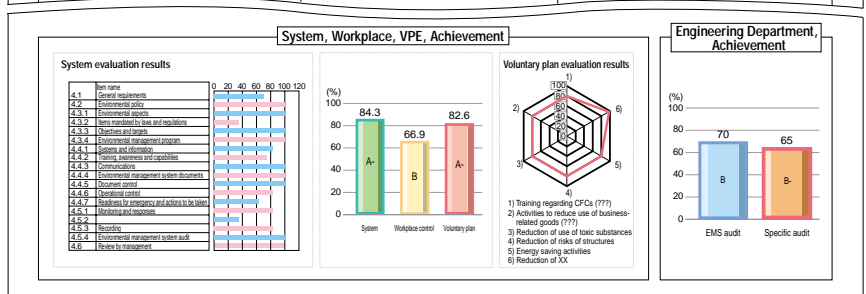 System, Workplace, VPE, Achievement
System evaluation results
Item name
0 20 40 60 80 100 120
4.1 General requirements
4.2 Environmental policy
4.3.1 Environmental aspects
4.3.2 Items mandated by laws and regulations
4.3.3 Objectives and targets
4.3.4 Environmental management program
4.4.1 Systems and information
4.4.2 Training, awareness and capabilities
4.4.3 Communications
4.4.4 Environmental management system documents
4.4.5 Document control
4.4.6 Operational control
4.4.7 Readiness for emergency and actions to be taken
4.5.1 Monitoring and responses
4.5.2
4.5.3 Recording
4.5.4 Environmental management system audit
4.6 Review by management
(%)
100
80
60
40
20
0
84.3
66.9
82.6
A-
B
A-
System
Workplace control
Voluntary plan
Voluntary plan evaluation results
1)
2)
3)
4)
5)
6)
100
80
60
40
20
0
1) Training regarding CFCs (???)
2) Activities to reduce use of business-
related goods (???)
3) Reduction of use of toxic substances
4) Reduction of risks of structures
5) Energy saving activities
6) Reduction of XX
Engineering Department,
Achievement
(%)
100
80
60
40
20
0
70
65
B
B-
EMS audit
Specific audit